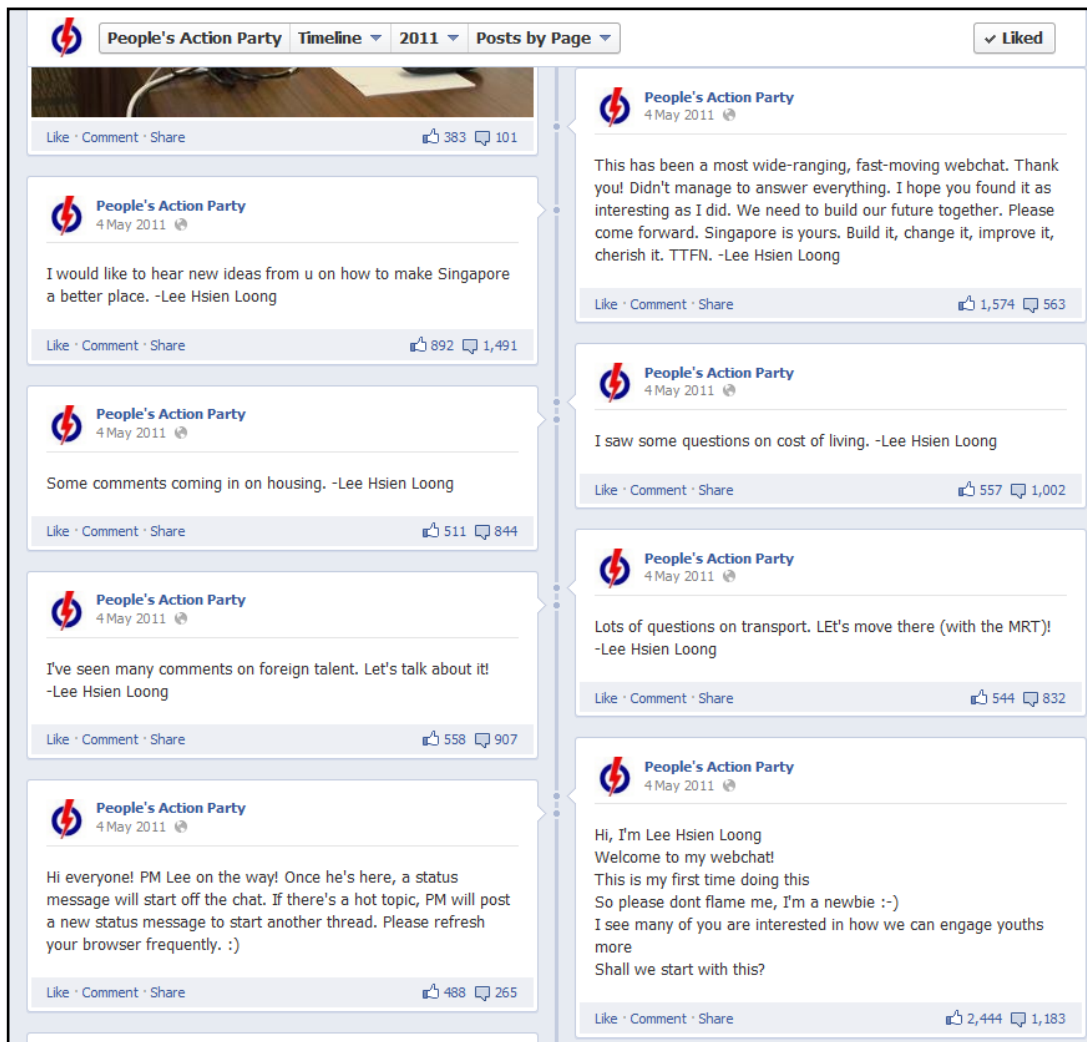 People's Action Party Timeline 2011 Posts by Page Liked
Like · Comment · Share 383 101
People's Action Party
4 May 2011
I would like to hear new ideas from u on how to make Singapore
a better place. -Lee Hsien Loong
Like · Comment · Share 892 1,491
People's Action Party
4 May 2011
Some comments coming in on housing. -Lee Hsien Loong
Like · Comment · Share 511 844
People's Action Party
4 May 2011
I've seen many comments on foreign talent. Let's talk about it!
-Lee Hsien Loong
Like · Comment · Share 558 907
People's Action Party
4 May 2011
Hi everyone! PM Lee on the way! Once he's here, a status
message will start off the chat. If there's a hot topic, PM will post
a new status message to start another thread. Please refresh
your browser frequently. :)
Like · Comment · Share 488 265
People's Action Party
4 May 2011
This has been a most wide-ranging, fast-moving webchat. Thank
you! Didn't manage to answer everything. I hope you found it as
interesting as I did. We need to build our future together. Please
come forward. Singapore is yours. Build it, change it, improve it,
cherish it. TTFN. -Lee Hsien Loong
Like · Comment · Share 1,574 563
People's Action Party
4 May 2011
I saw some questions on cost of living. -Lee Hsien Loong
Like · Comment · Share 557 1,002
People's Action Party
4 May 2011
Lots of questions on transport. LEt's move there (with the MRT)!
-Lee Hsien Loong
Like · Comment · Share 544 832
People's Action Party
4 May 2011
Hi, I'm Lee Hsien Loong
Welcome to my webchat!
This is my first time doing this
So please dont flame me, I'm a newbie :-)
I see many of you are interested in how we can engage youths
more
Shall we start with this?
Like · Comment · Share 2,444 1,183